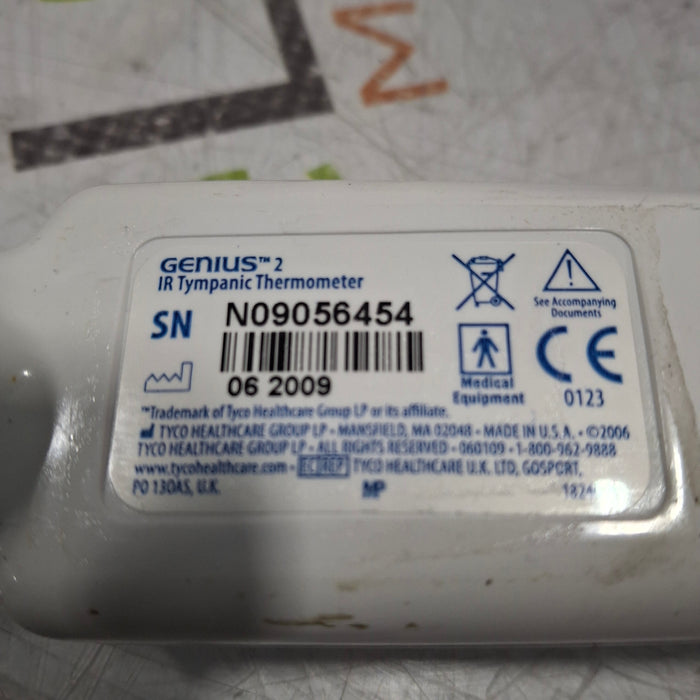 M
GENIUS™ 2
IR Tympanic Thermometer
SN N09056454
06 2009
See Accompanying
Documents
Medical
Equipment
CE
0123
™Trademark of Tyco Healthcare Group LP or its affiliate.
TYCO HEALTHCARE GROUP LP - MANSFIELD, MA 02048 - MADE IN U.S.A. - ©2006
TYCO HEALTHCARE GROUP LP - ALL RIGHTS RESERVED - 060109 - 1-800-962-9888
www.tycohealthcare.com - EC REP TYCO HEALTHCARE U.K. LTD, GOSPORT,
PO 130AS, U.K. MP